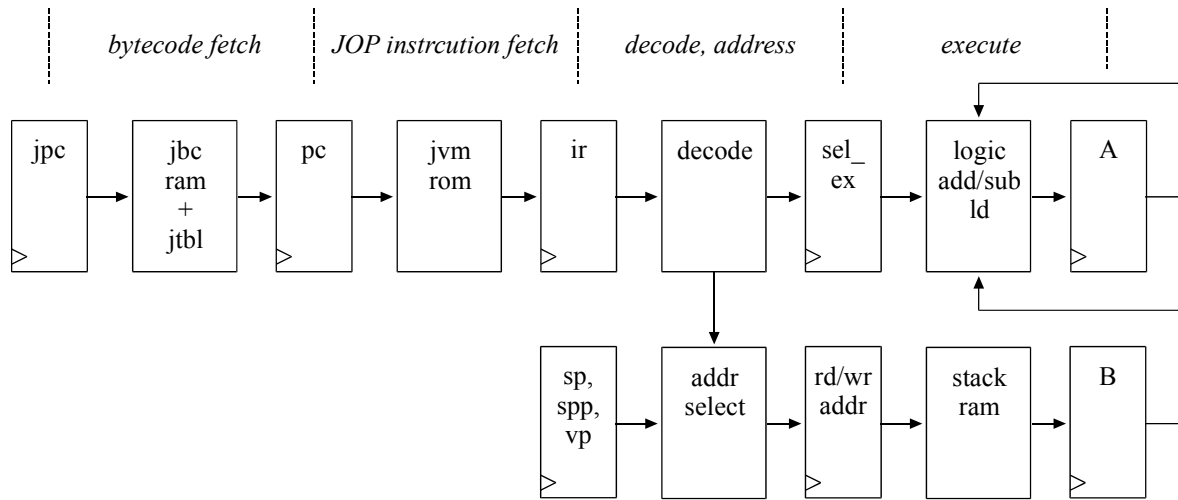 bytecode fetch
JOP instrcution fetch
decode, address
execute
jpc
jbc
ram
+
jtbl
pc
jvm
rom
ir
decode
sel_
ex
logic
add/sub
ld
A
sp,
spp,
vp
addr
select
rd/wr
addr
stack
ram
B